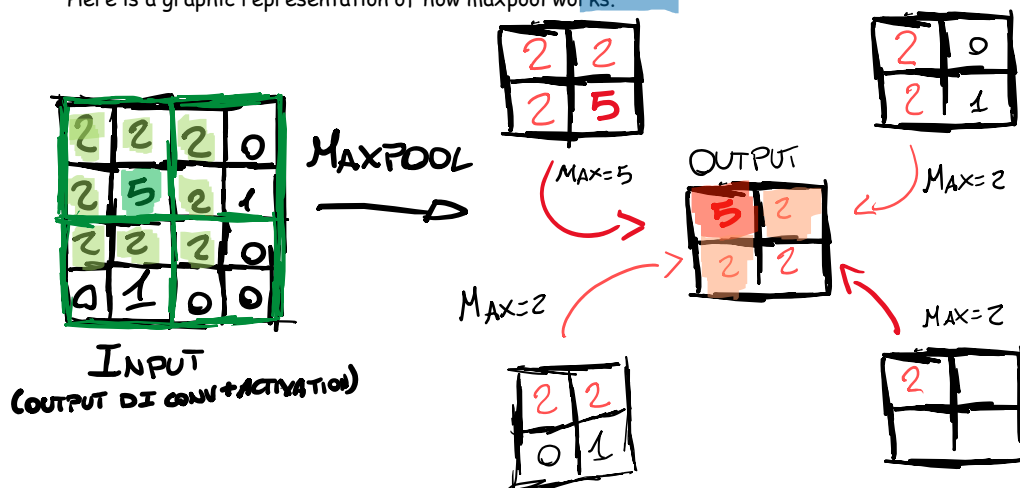 Here is a graphic representation of how maxpool works:
2 2
2 5
2 0
2 1
2 2 2 0
2 5 2 1
2 2 2 0
0 1 0 0
MAXPOOL
MAX=5
OUTPUT
5 2
2 2
MAX=2
MAX=2
MAX=2
INPUT
(OUTPUT DI CONV+ACTIVATION)
2 2
0 1
2